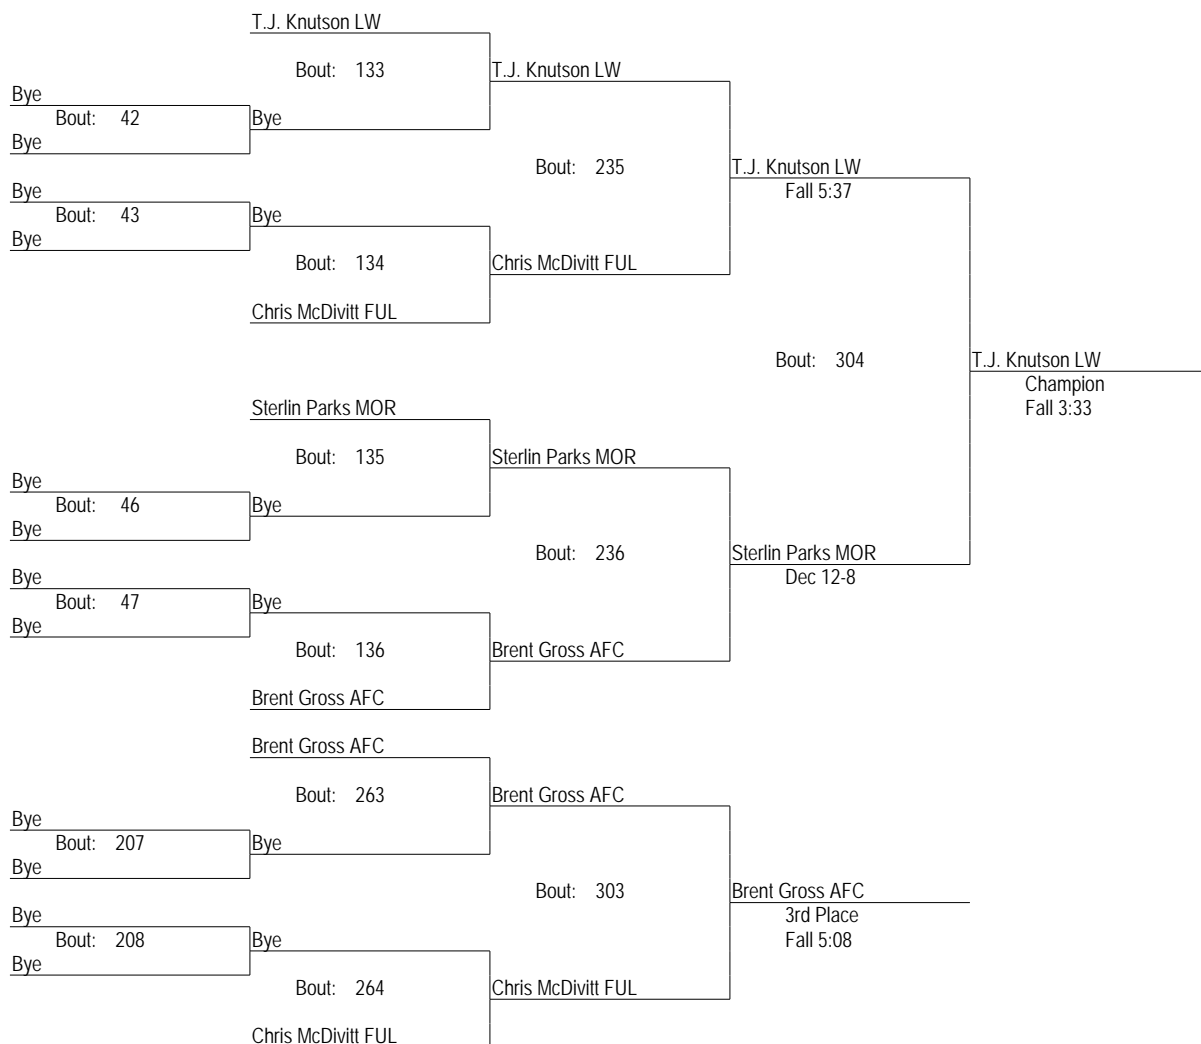 T.J. Knutson LW
Bout: 133
T.J. Knutson LW
Bye
Bout: 42
Bye
Bye
Bout: 235
T.J. Knutson LW
Fall 5:37
Bye
Bout: 43
Bye
Bye
Bout: 134
Chris McDivitt FUL
Chris McDivitt FUL
Bout: 304
T.J. Knutson LW
Champion
Fall 3:33
Sterlin Parks MOR
Bout: 135
Sterlin Parks MOR
Bye
Bout: 46
Bye
Bye
Bout: 236
Sterlin Parks MOR
Dec 12-8
Bye
Bout: 47
Bye
Bye
Bout: 136
Brent Gross AFC
Brent Gross AFC
Brent Gross AFC
Bout: 263
Brent Gross AFC
Bye
Bout: 207
Bye
Bye
Bout: 303
Brent Gross AFC
3rd Place
Fall 5:08
Bye
Bout: 208
Bye
Bye
Bout: 264
Chris McDivitt FUL
Chris McDivitt FUL